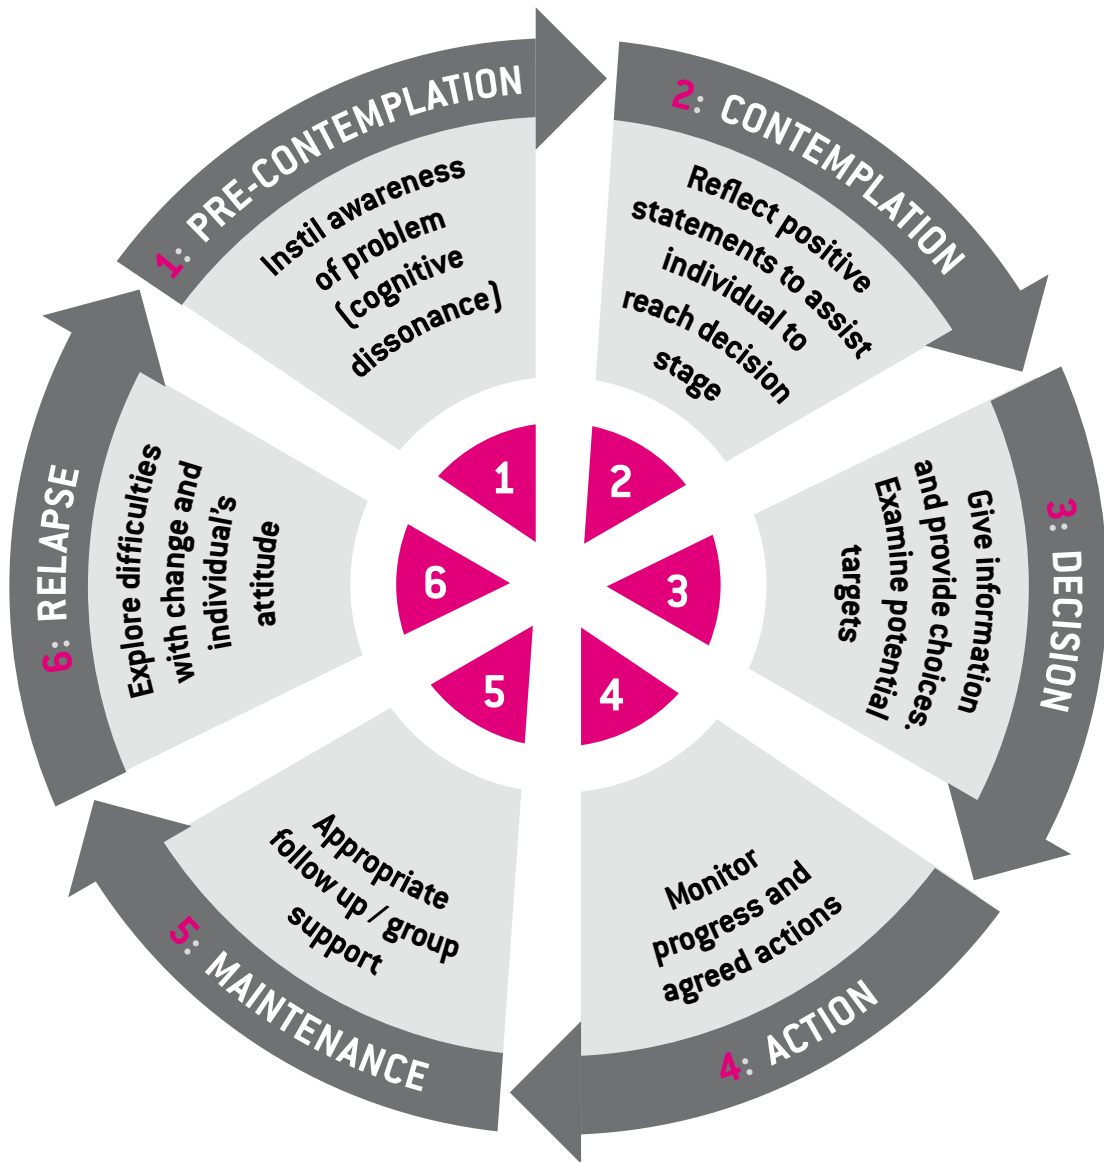 1: PRE-CONTEMPLATION
Instil awareness
of problem
(cognitive
dissonance)
2: CONTEMPLATION
Reflect positive
statements to assist
individual to
reach decision
stage
3: DECISION
Give information
and provide choices.
Examine potential
targets
4: ACTION
Monitor
progress and
agreed actions
5: MAINTENANCE
Appropriate
follow up / group
support
6: RELAPSE
Explore difficulties
with change and
individual's
attitude
1
2
3
4
5
6